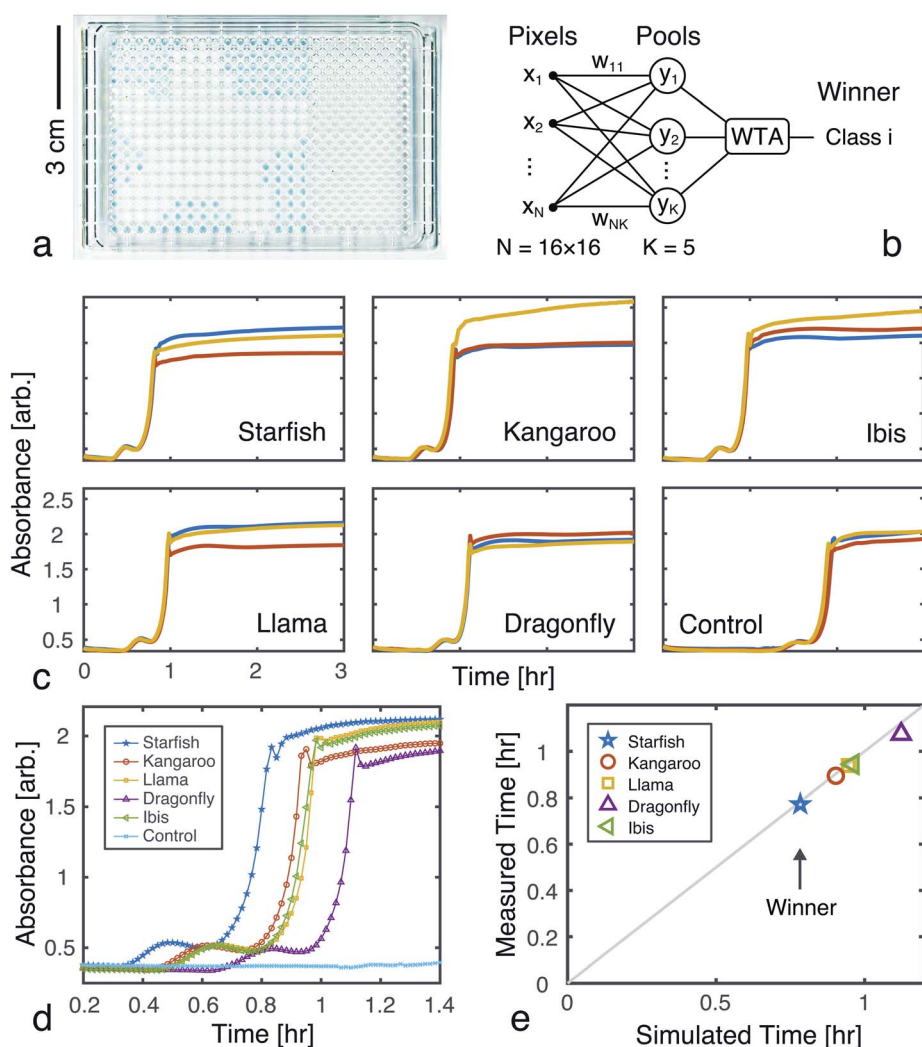 3 cm
a
Pixels
Pools
x1
x2
⋮
xN
w11
wNK
y1
y2
⋮
yK
WTA
Winner
Class i
N = 16×16
K = 5
b
Absorbance [arb.]
Starfish
Kangaroo
Ibis
2.5
2
1.5
1
0.5
Llama
Dragonfly
Control
0
1
2
3
Time [hr]
c
Absorbance [arb.]
2
1.5
1
0.5
Starfish
Kangaroo
Llama
Dragonfly
Ibis
Control
0.2
0.4
0.6
0.8
1
1.2
1.4
Time [hr]
d
Measured Time [hr]
1
0.8
0.6
0.4
0.2
0
Starfish
Kangaroo
Llama
Dragonfly
Ibis
Winner
0
0.5
1
Simulated Time [hr]
e